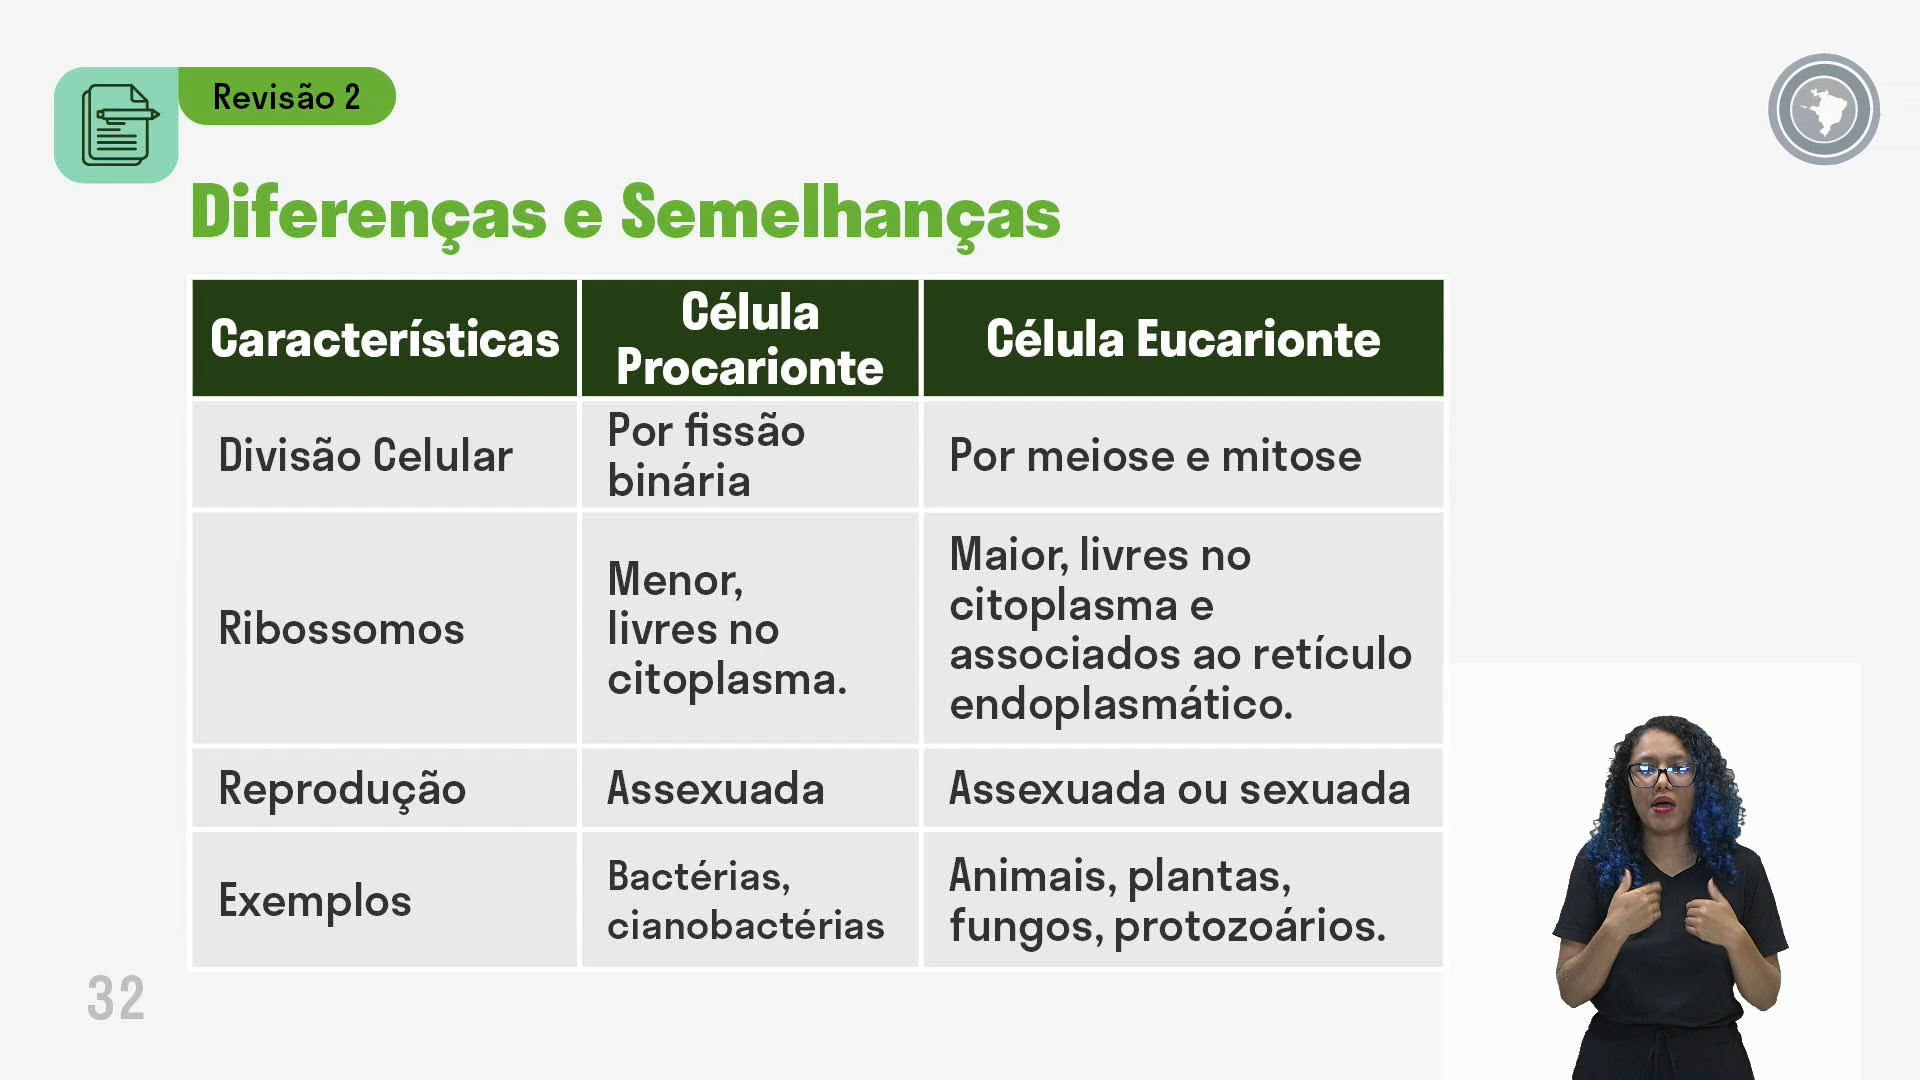 Revisão 2
Diferenças e Semelhanças
Características
Célula
Procarionte
Célula Eucarionte
Divisão Celular
Por fissão
binária
Por meiose e mitose
Ribossomos
Menor,
livres no
citoplasma.
Maior, livres no
citoplasma e
associados ao retículo
endoplasmático.
Reprodução
Assexuada
Assexuada ou sexuada
Exemplos
Bactérias,
cianobactérias
Animais, plantas,
fungos, protozoários.
32